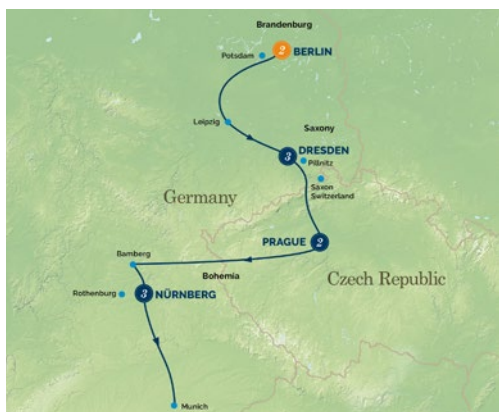 Brandenburg
Potsdam
2 BERLIN
Leipzig
Saxony
3 DRESDEN
Pillnitz
Saxon
Switzerland
Germany
PRAGUE 2
Bamberg
Bohemia
Czech Republic
Rothenburg
3 NÜRNBERG
Munich